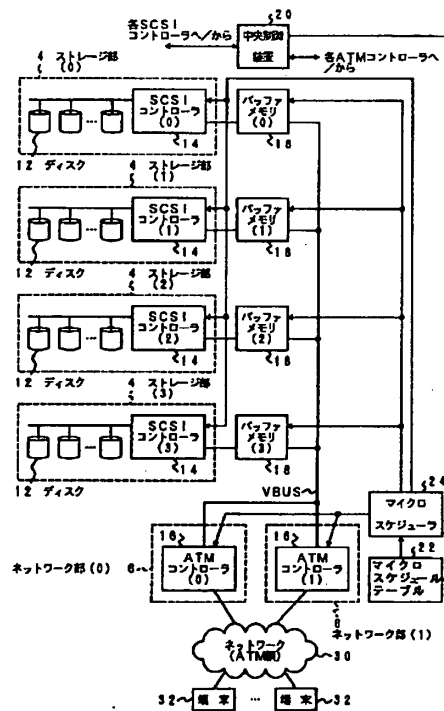 各SCSI
コントローラへ/から
20
中央制御
装置
各ATMコントローラへ
/から
4 ストレージ部
(0)
SCSI
コントローラ
(0)
バッファ
メモリ
(0)
12 ディスク
14
18
4 ストレージ部
(1)
SCSI
コントローラ
(1)
バッファ
メモリ
(1)
12 ディスク
14
18
4 ストレージ部
(2)
SCSI
コントローラ
(2)
バッファ
メモリ
(2)
12 ディスク
14
18
4 ストレージ部
(3)
SCSI
コントローラ
(3)
バッファ
メモリ
(3)
12 ディスク
14
18
VBUS
24
マイクロ
スケジューラ
16
ATM
コントローラ
(0)
16
ATM
コントローラ
(1)
22
マイクロ
スケジュール
テーブル
ネットワーク部(0)
6
6
ネットワーク部(1)
ネットワーク
(ATM網)
30
32 端末 … 端末 32